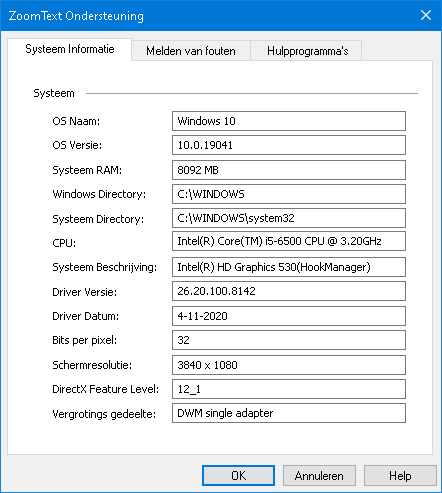 ZoomText Ondersteuning
Systeem Informatie Melden van fouten Hulpprogramma's
Systeem
OS Naam: Windows 10
OS Versie: 10.0.19041
Systeem RAM: 8092 MB
Windows Directory: C:\WINDOWS
Systeem Directory: C:\WINDOWS\system32
CPU: Intel(R) Core(TM) i5-6500 CPU @ 3.20GHz
Systeem Beschrijving: Intel(R) HD Graphics 530(HookManager)
Driver Versie: 26.20.100.8142
Driver Datum: 4-11-2020
Bits per pixel: 32
Schermresolutie: 3840 x 1080
DirectX Feature Level: 12_1
Vergrotings gedeelte: DWM single adapter
OK Annuleren Help